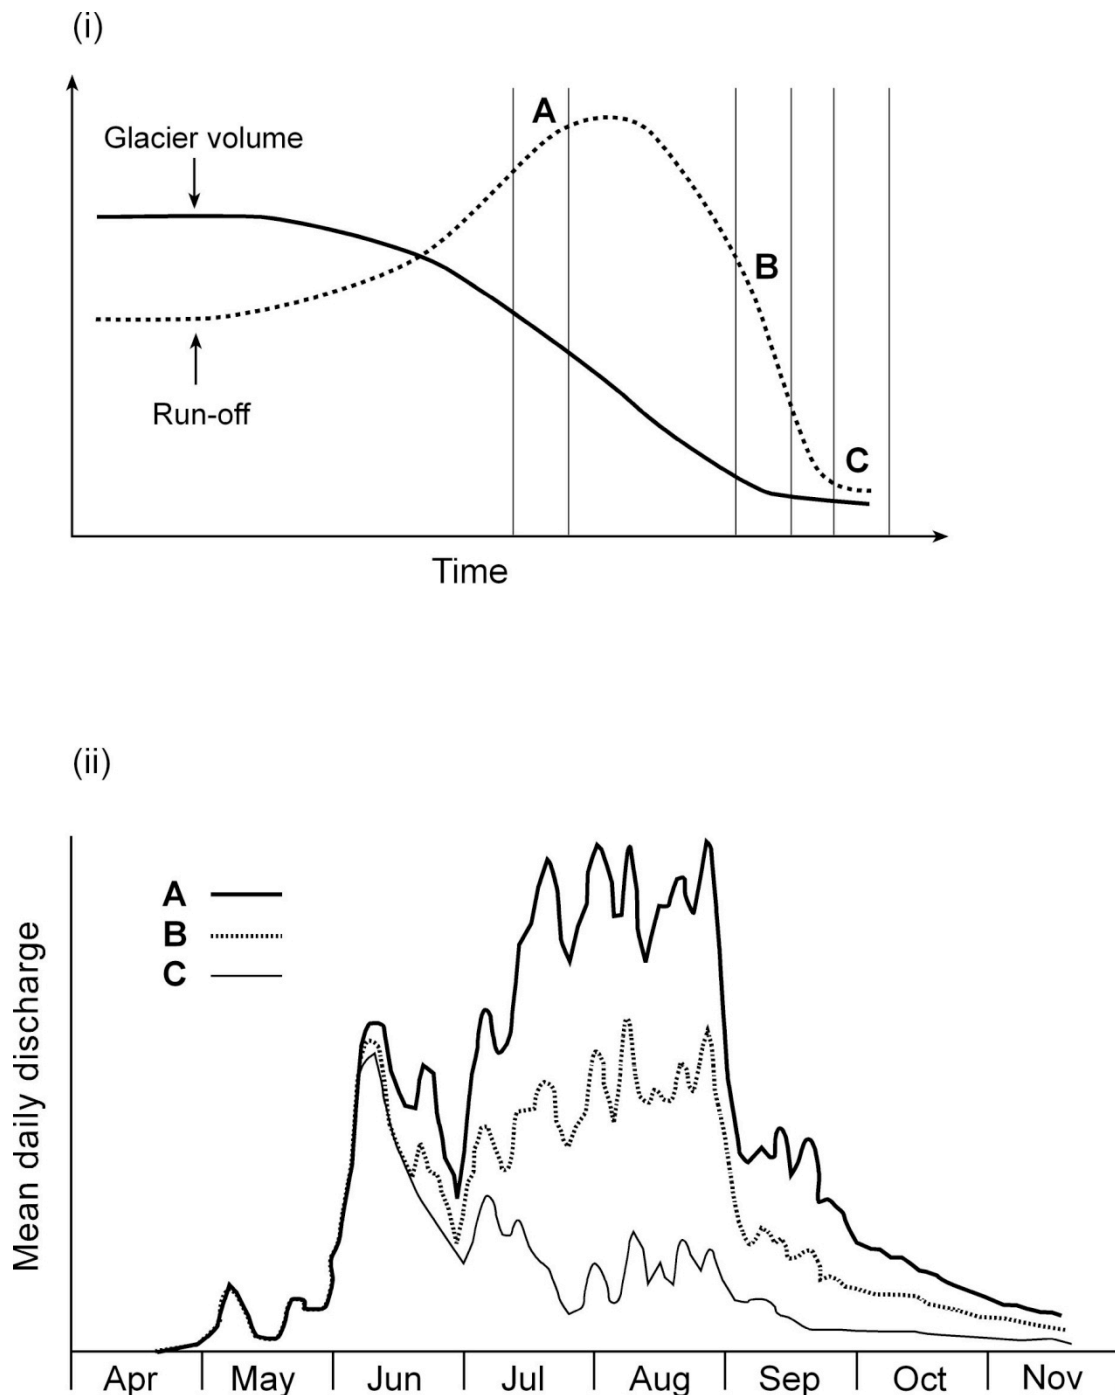 (i)
A
Glacier volume
B
Run-off
C
Time
(ii)
A
B
C
Mean daily discharge
Apr May Jun Jul Aug Sep Oct Nov